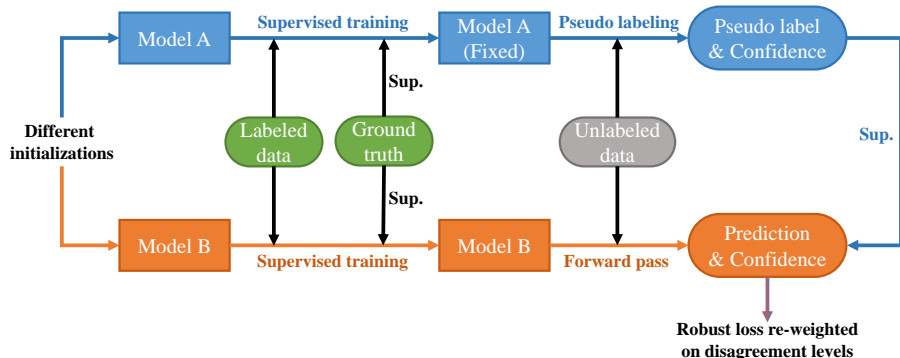 Model A
Supervised training
Model A
(Fixed)
Pseudo labeling
Pseudo label
& Confidence
Sup.
Different
initializations
Labeled
data
Ground
truth
Unlabeled
data
Sup.
Sup.
Model B
Supervised training
Model B
Forward pass
Prediction
& Confidence
Robust loss re-weighted
on disagreement levels